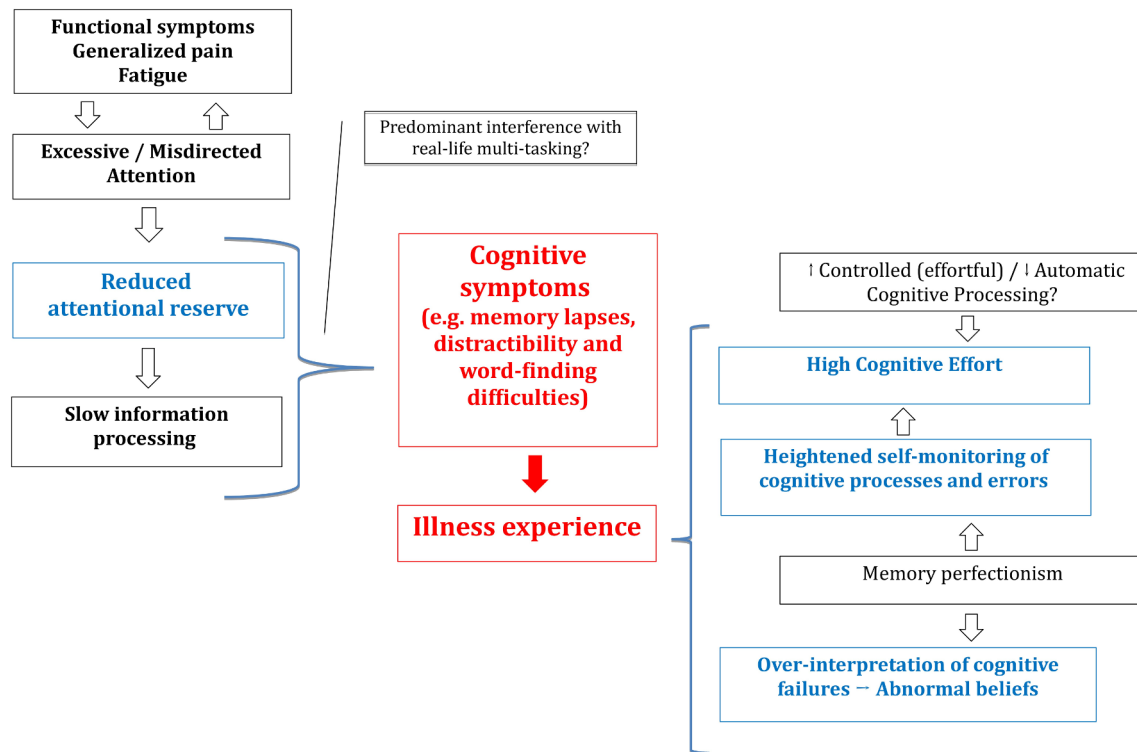 Functional symptoms
Generalized pain
Fatigue
Excessive / Misdirected
Attention
Reduced
attentional reserve
Slow information
processing
Predominant interference with
real-life multi-tasking?
Cognitive
symptoms
(e.g. memory lapses,
distractibility and
word-finding
difficulties)
Illness experience
↑ Controlled (effortful) / ↓ Automatic
Cognitive Processing?
High Cognitive Effort
Heightened self-monitoring of
cognitive processes and errors
Memory perfectionism
Over-interpretation of cognitive
failures → Abnormal beliefs